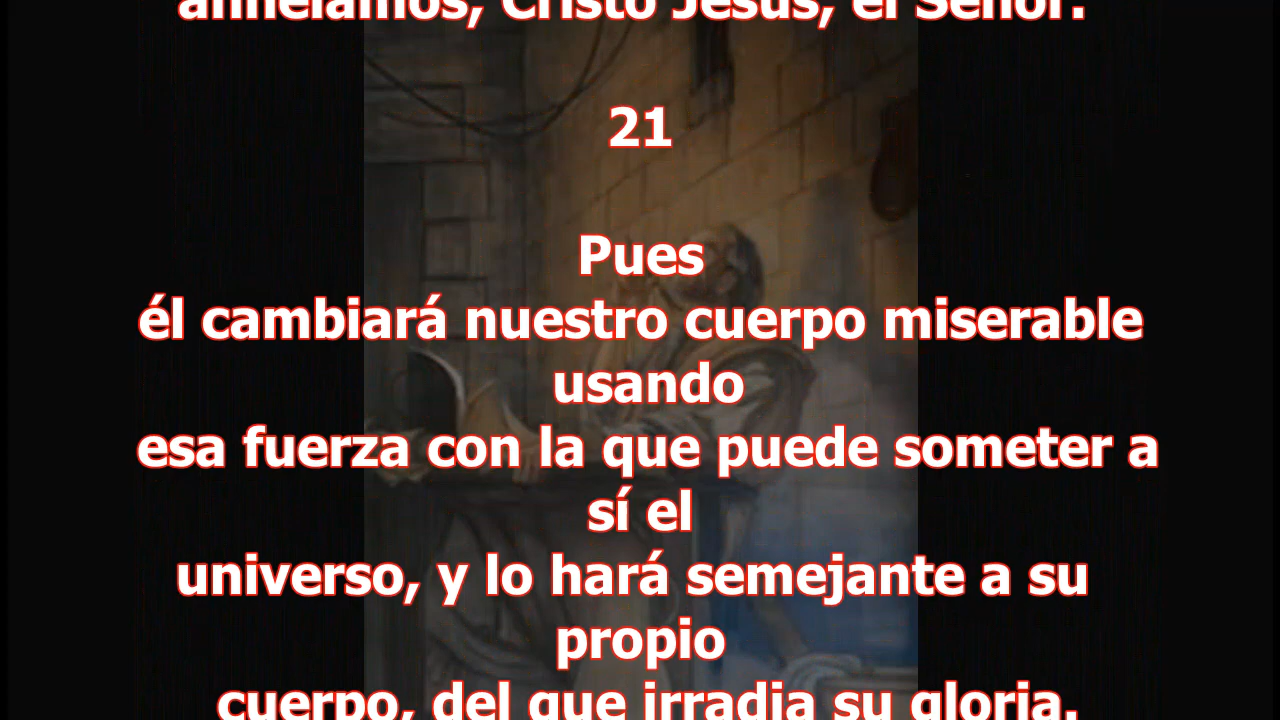 anhelamos, Cristo Jesús, el Señor.
21
Pues
él cambiará nuestro cuerpo miserable
usando
esa fuerza con la que puede someter a
sí el
universo, y lo hará semejante a su
propio
cuerpo, del que irradia su gloria.